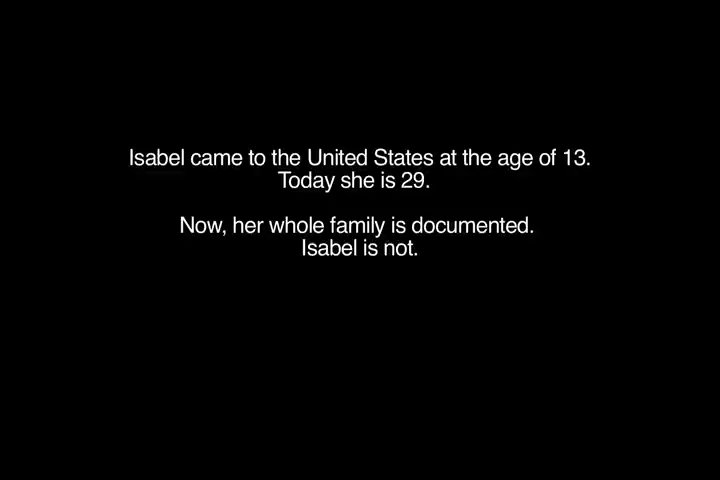 Isabel came to the United States at the age of 13.
Today she is 29.
Now, her whole family is documented.
Isabel is not.